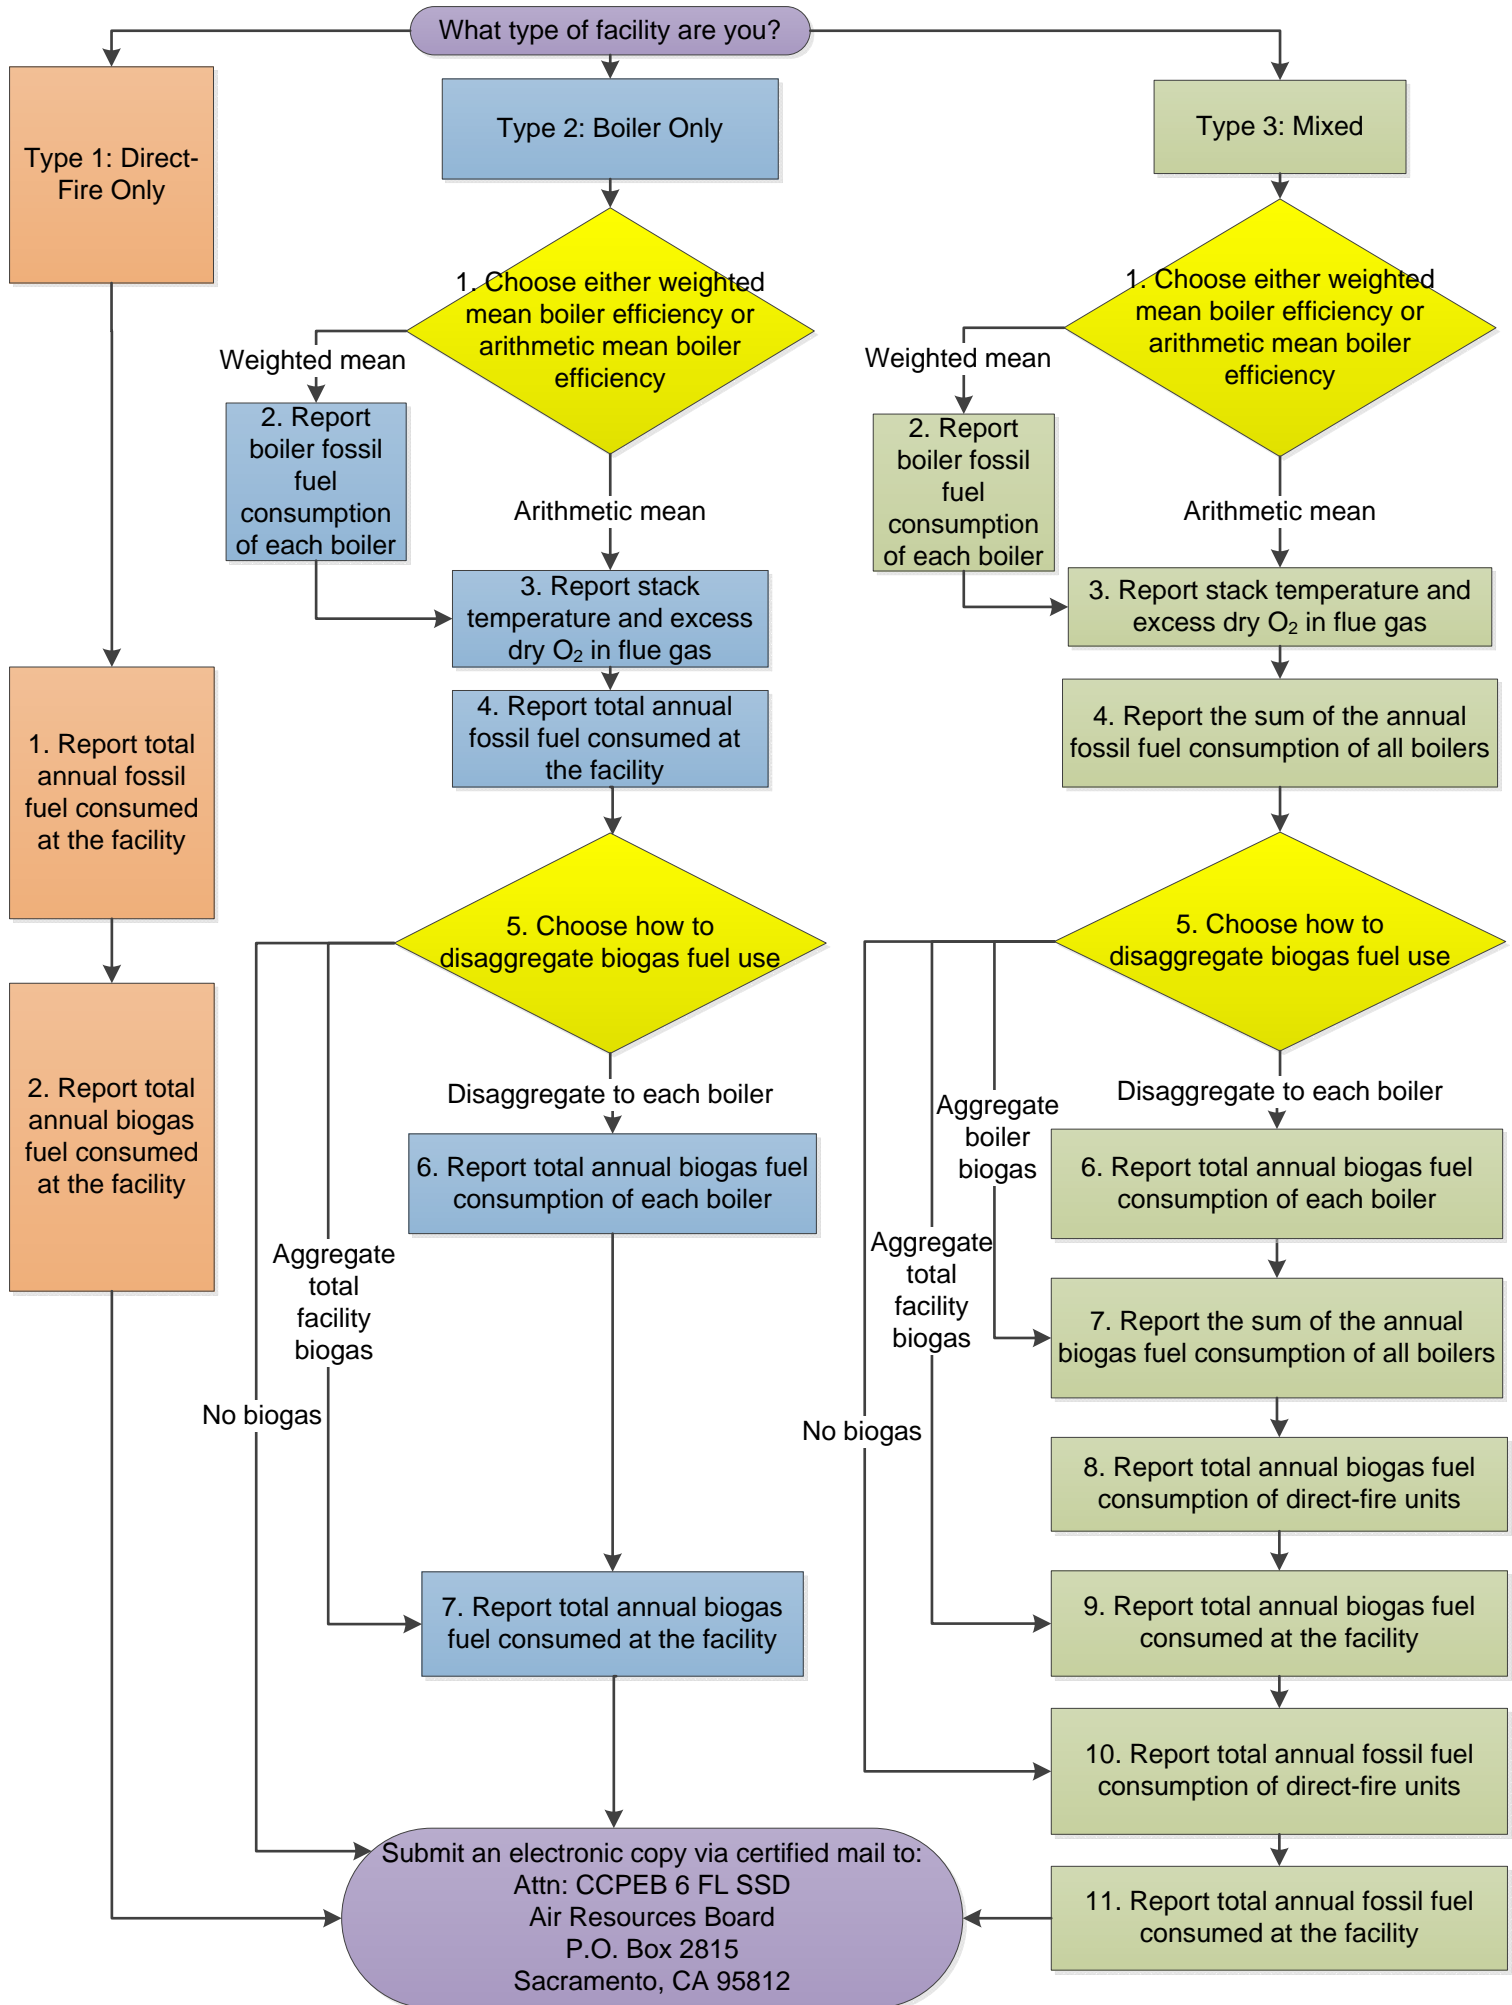 What type of facility are you?
Type 1: Direct-
Fire Only
1. Report total
annual fossil
fuel consumed
at the facility
2. Report total
annual biogas
fuel consumed
at the facility
Type 2: Boiler Only
1. Choose either weighted
mean boiler efficiency or
arithmetic mean boiler
efficiency
Weighted mean
2. Report
boiler fossil
fuel
consumption
of each boiler
Arithmetic mean
3. Report stack
temperature and excess
dry O₂ in flue gas
4. Report total annual
fossil fuel consumed at
the facility
5. Choose how to
disaggregate biogas fuel use
Disaggregate to each boiler
6. Report total annual biogas fuel
consumption of each boiler
Aggregate
total
facility
biogas
No biogas
7. Report total annual biogas
fuel consumed at the facility
Type 3: Mixed
1. Choose either weighted
mean boiler efficiency or
arithmetic mean boiler
efficiency
Weighted mean
2. Report
boiler fossil
fuel
consumption
of each boiler
Arithmetic mean
3. Report stack temperature and
excess dry O₂ in flue gas
4. Report the sum of the annual
fossil fuel consumption of all boilers
5. Choose how to
disaggregate biogas fuel use
Disaggregate to each boiler
Aggregate
boiler
biogas
6. Report total annual biogas fuel
consumption of each boiler
Aggregate
total
facility
biogas
7. Report the sum of the annual
biogas fuel consumption of all boilers
No biogas
8. Report total annual biogas fuel
consumption of direct-fire units
9. Report total annual biogas fuel
consumed at the facility
10. Report total annual fossil fuel
consumption of direct-fire units
11. Report total annual fossil fuel
consumed at the facility
Submit an electronic copy via certified mail to:
Attn: CCPEB 6 FL SSD
Air Resources Board
P.O. Box 2815
Sacramento, CA 95812